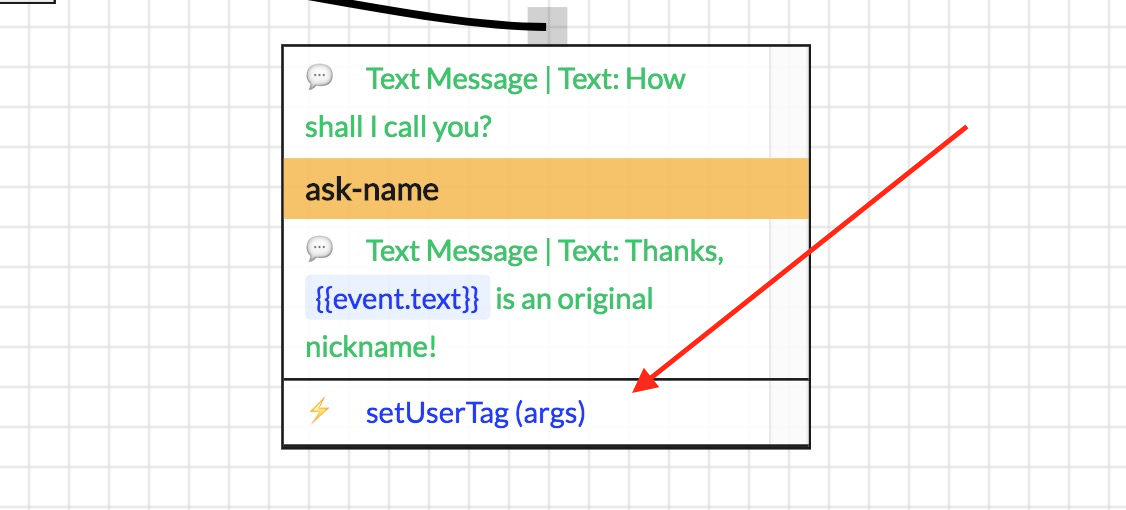 Text Message | Text: How
shall I call you?
ask-name
Text Message | Text: Thanks,
{{event.text}} is an original
nickname!
setUserTag (args)